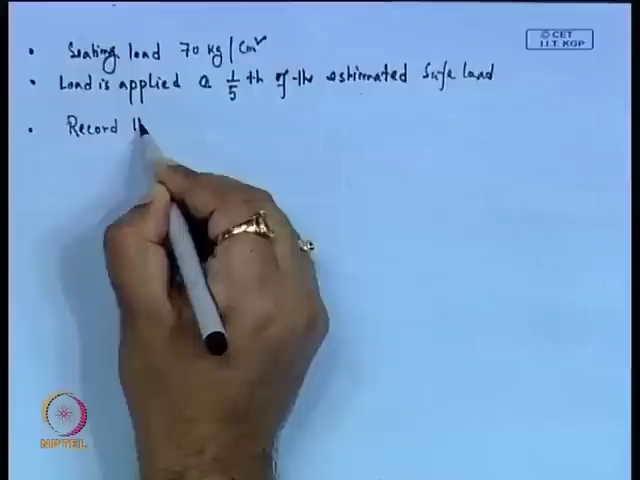 © CET
I.I.T. KGP
• Seating load 70 kg/cm²
• Load is applied @ 1/5 th of the estimated Safe Load
• Record
NPTEL